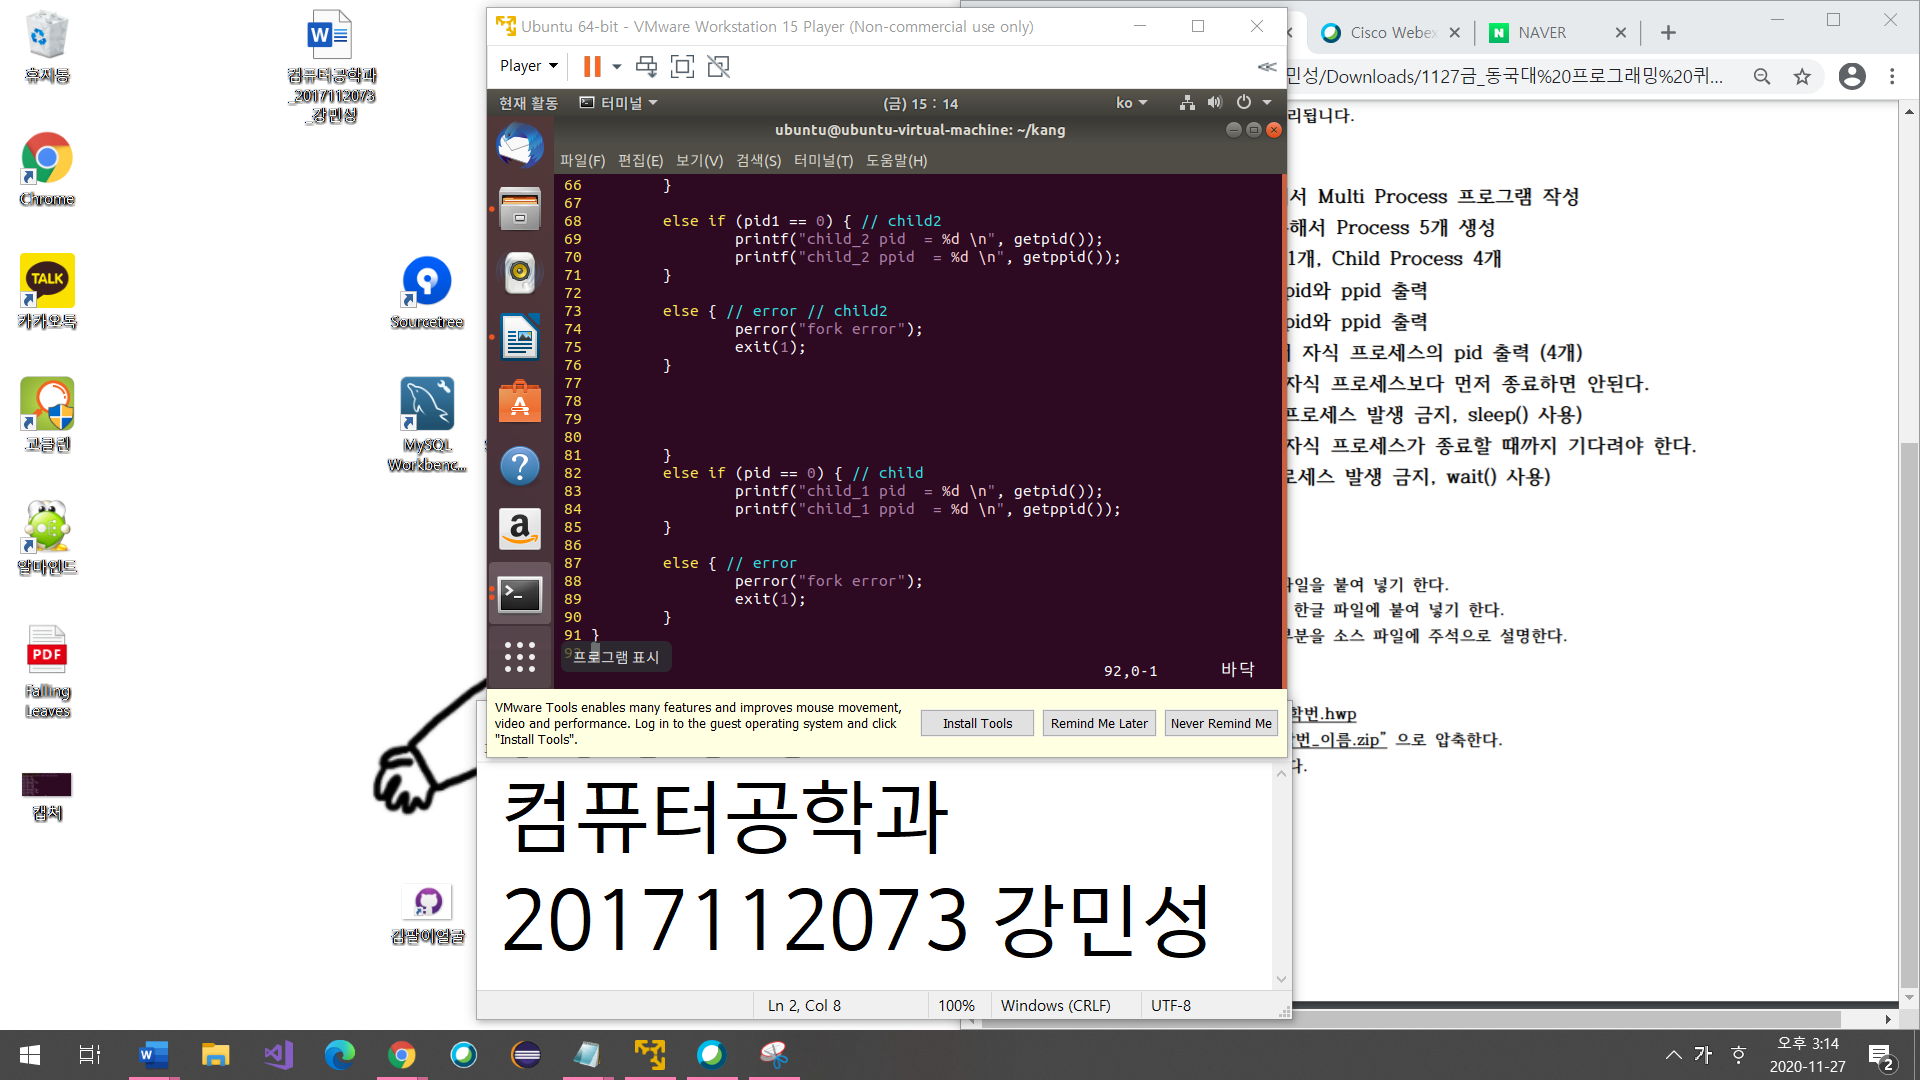 휴지통
컴퓨터공학과
_2017112073
_강민성
Chrome
카카오톡
Sourcetree
고클린
MySQL
Workbenc...
알마인드
Falling
Leaves
캡처
감팔이얼굴
Ubuntu 64-bit - VMware Workstation 15 Player (Non-commercial use only)
Player
현재 활동
터미널
(금) 15 : 14
ko
ubuntu@ubuntu-virtual-machine: ~/kang
파일(F) 편집(E) 보기(V) 검색(S) 터미널(T) 도움말(H)
66 }
67
68 else if (pid1 == 0) { // child2
69 printf("child_2 pid  = %d \n", getpid());
70 printf("child_2 ppid  = %d \n", getppid());
71 }
72
73 else { // error // child2
74 perror("fork error");
75 exit(1);
76 }
77
78
79
80
81 }
82 else if (pid == 0) { // child
83 printf("child_1 pid  = %d \n", getpid());
84 printf("child_1 ppid  = %d \n", getppid());
85 }
86
87 else { // error
88 perror("fork error");
89 exit(1);
90 }
91 }
프로그램 표시
92,0-1 바닥
VMware Tools enables many features and improves mouse movement,
video and performance. Log in to the guest operating system and click
"Install Tools".
Install Tools
Remind Me Later
Never Remind Me
컴퓨터공학과
2017112073 강민성
Ln 2, Col 8
100%
Windows (CRLF)
UTF-8
Cisco Webex
NAVER
민성/Downloads/1127금_동국대%20프로그래밍%20퀴...
리됩니다.
서 Multi Process 프로그램 작성
해서 Process 5개 생성
1개, Child Process 4개
pid와 ppid 출력
pid와 ppid 출력
자식 프로세스의 pid 출력 (4개)
자식 프로세스보다 먼저 종료하면 안된다.
프로세스 발생 금지, sleep() 사용)
자식 프로세스가 종료할 때까지 기다려야 한다.
로세스 발생 금지, wait() 사용)
파일을 붙여 넣기 한다.
한글 파일에 붙여 넣기 한다.
부분을 소스 파일에 주석으로 설명한다.
학번.hwp
학번_이름.zip” 으로 압축한다.
다.
가
오후 3:14
2020-11-27
2